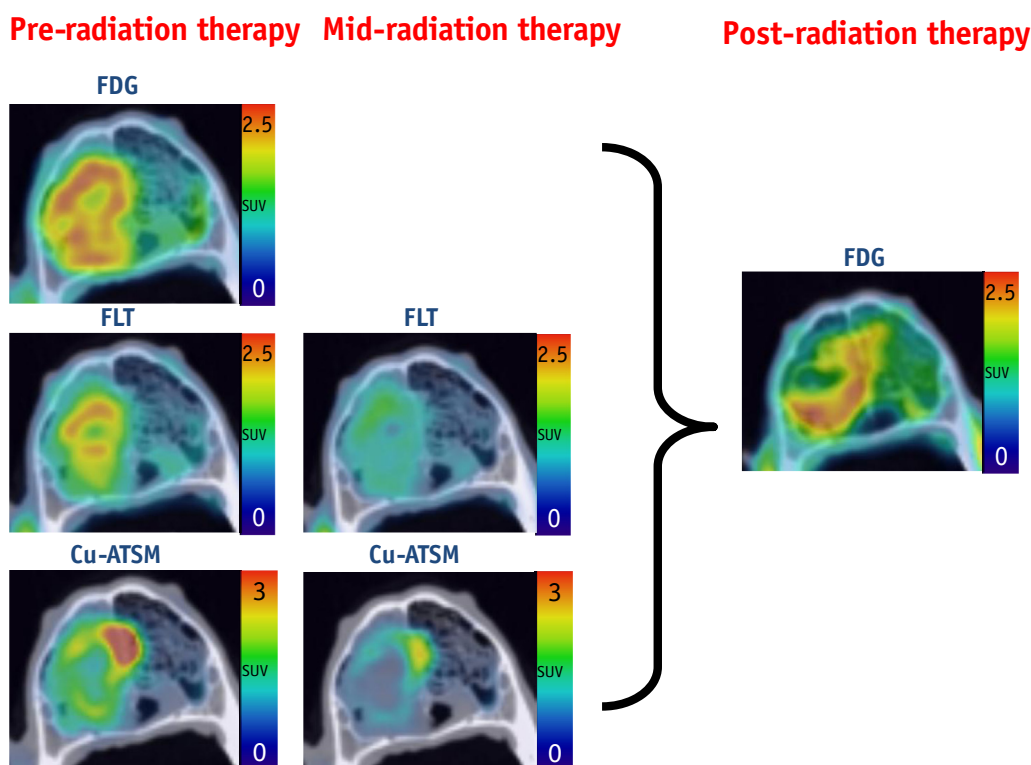 Pre-radiation therapy Mid-radiation therapy Post-radiation therapy
FDG
2.5
SUV
0
FLT
2.5
SUV
0
FLT
2.5
SUV
0
Cu-ATSM
3
SUV
0
Cu-ATSM
3
SUV
0
FDG
2.5
SUV
0